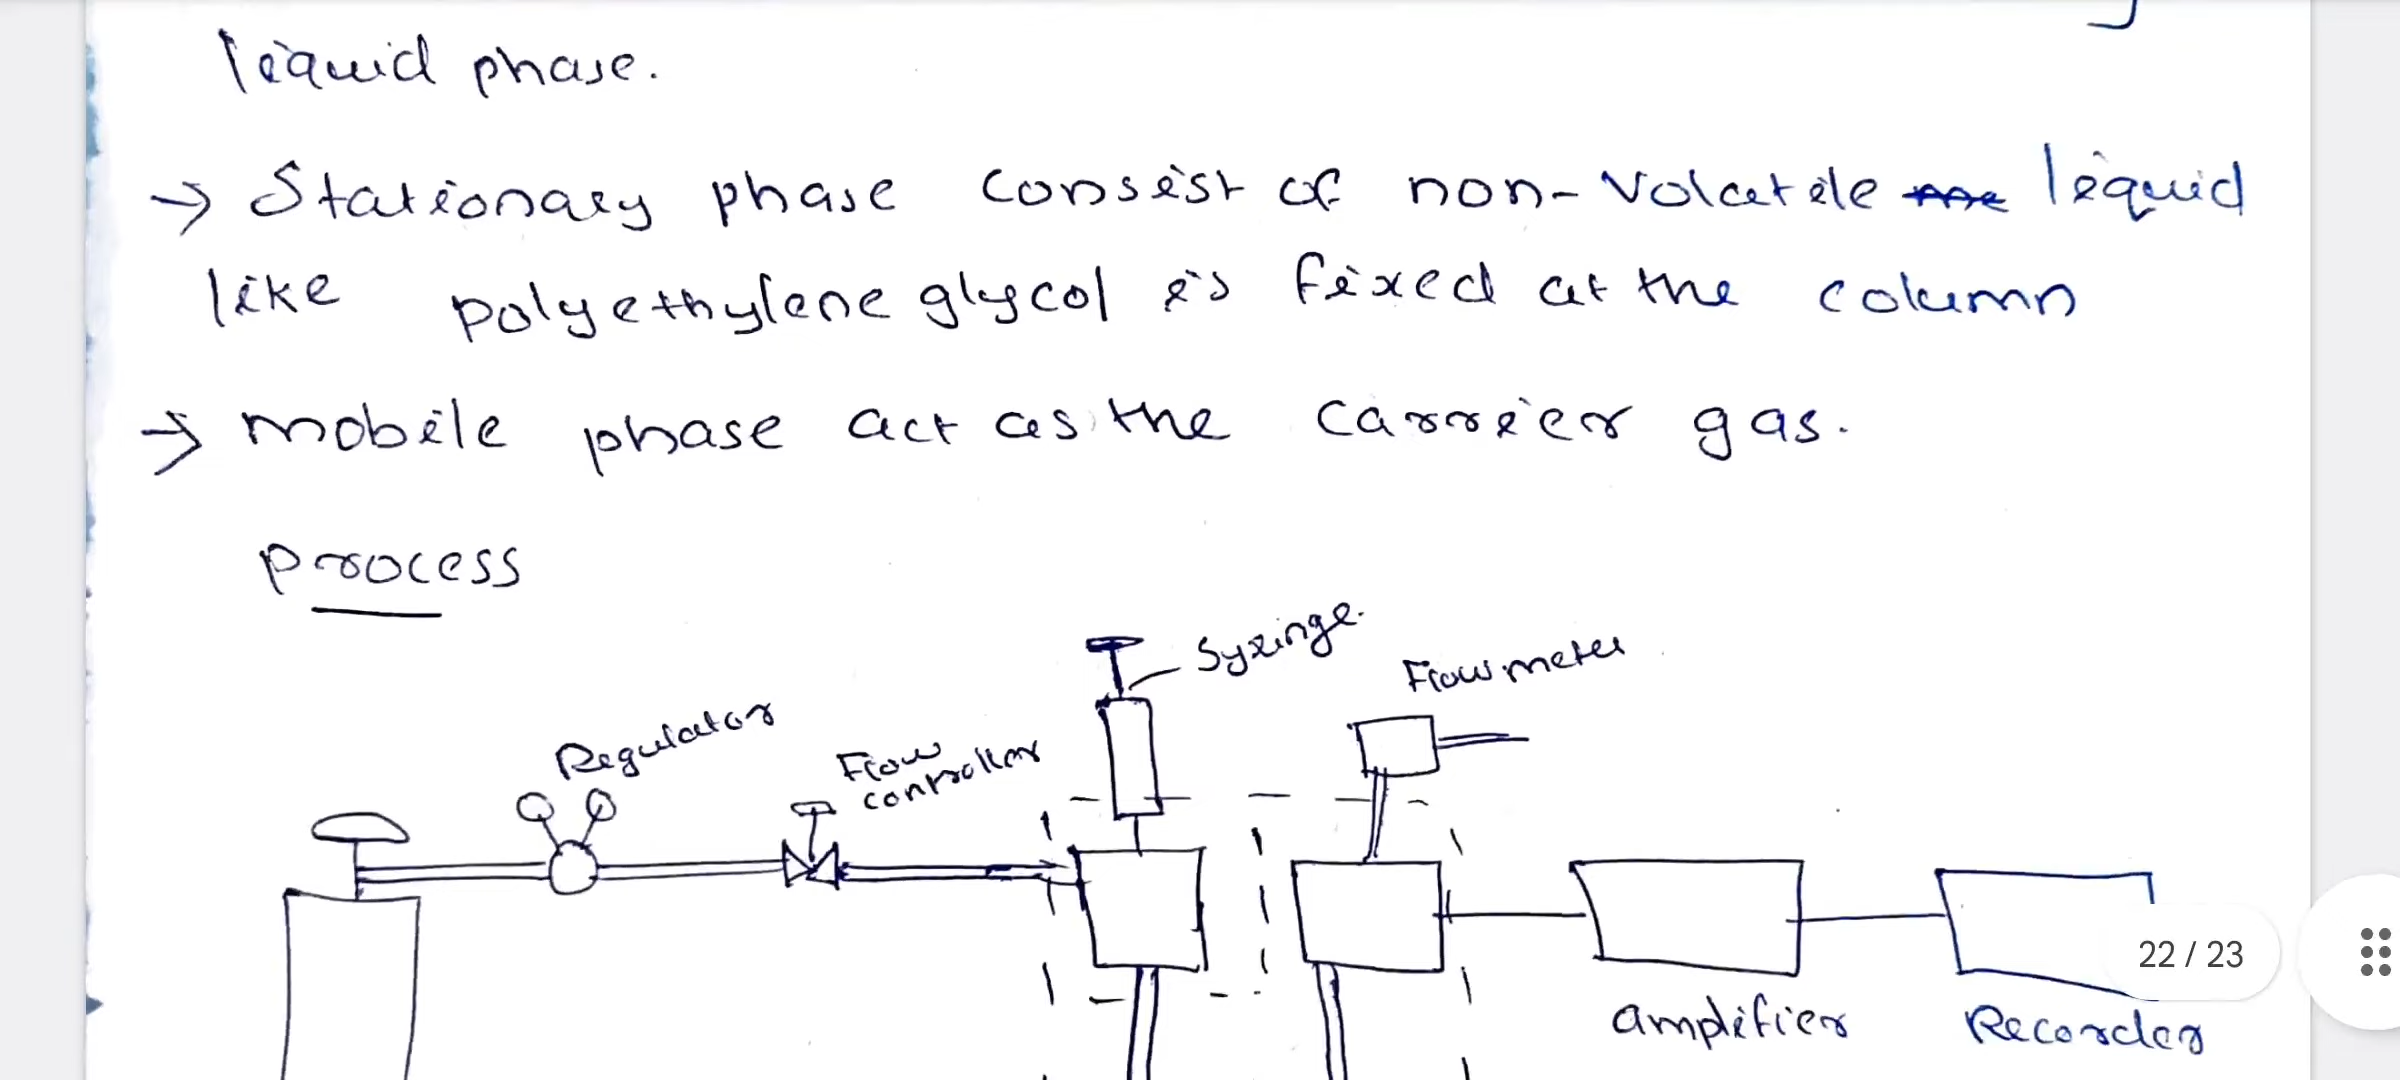 liquid phase.
→ Stationary phase consist of non-volatile liquid
like polyethylene glycol is fixed at the column
→ mobile phase act as the carrier gas.
process
Syringe.
Flow meter
Regulator
Flow
controller
22 / 23
amplifier
Recorder